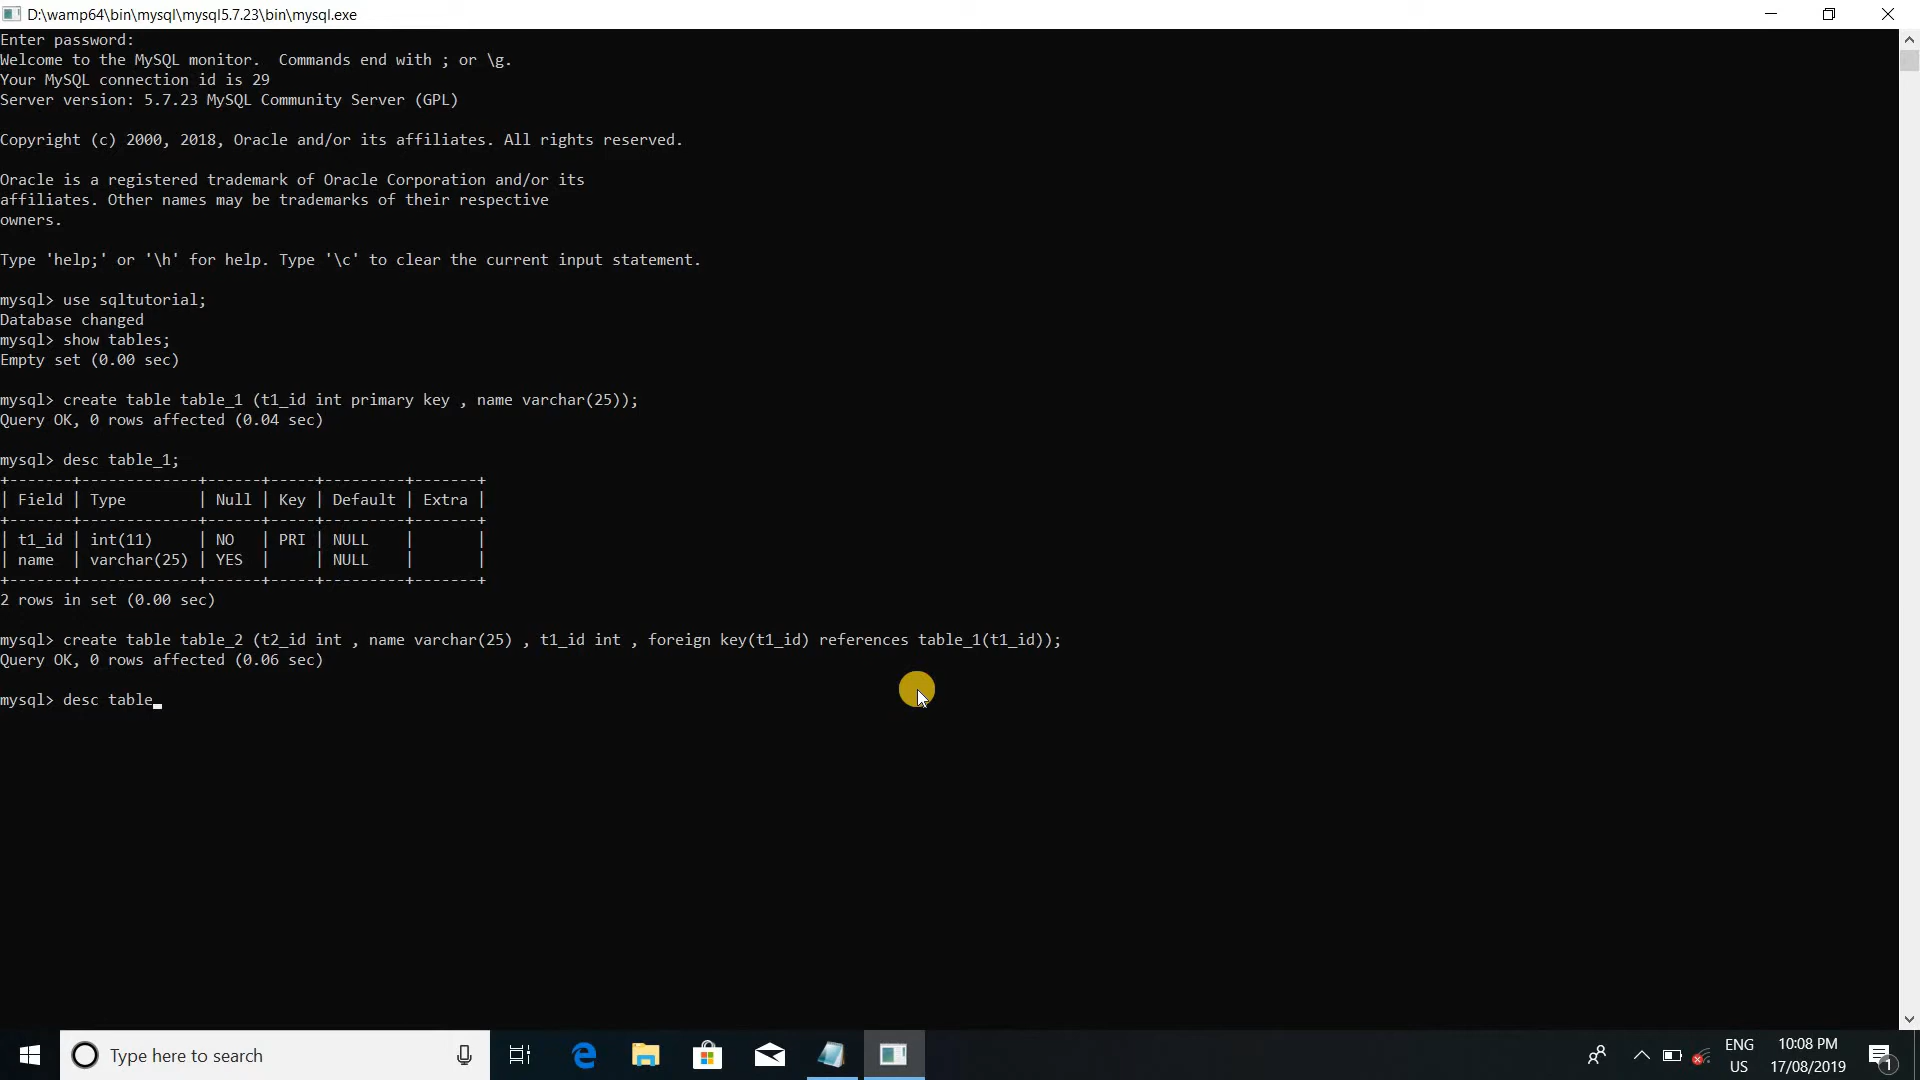 D:\wamp64\bin\mysql\mysql5.7.23\bin\mysql.exe
Enter password:
Welcome to the MySQL monitor.  Commands end with ; or \g.
Your MySQL connection id is 29
Server version: 5.7.23 MySQL Community Server (GPL)
Copyright (c) 2000, 2018, Oracle and/or its affiliates. All rights reserved.
Oracle is a registered trademark of Oracle Corporation and/or its
affiliates. Other names may be trademarks of their respective
owners.
Type 'help;' or '\h' for help. Type '\c' to clear the current input statement.
mysql> use sqltutorial;
Database changed
mysql> show tables;
Empty set (0.00 sec)
mysql> create table table_1 (t1_id int primary key , name varchar(25));
Query OK, 0 rows affected (0.04 sec)
mysql> desc table_1;
+-------+-------------+------+-----+---------+-------+
| Field | Type        | Null | Key | Default | Extra |
+-------+-------------+------+-----+---------+-------+
| t1_id | int(11)     | NO   | PRI | NULL    |       |
| name  | varchar(25) | YES  |     | NULL    |       |
+-------+-------------+------+-----+---------+-------+
2 rows in set (0.00 sec)
mysql> create table table_2 (t2_id int , name varchar(25) , t1_id int , foreign key(t1_id) references table_1(t1_id));
Query OK, 0 rows affected (0.06 sec)
mysql> desc table_
Type here to search
ENG
US
10:08 PM
17/08/2019
1